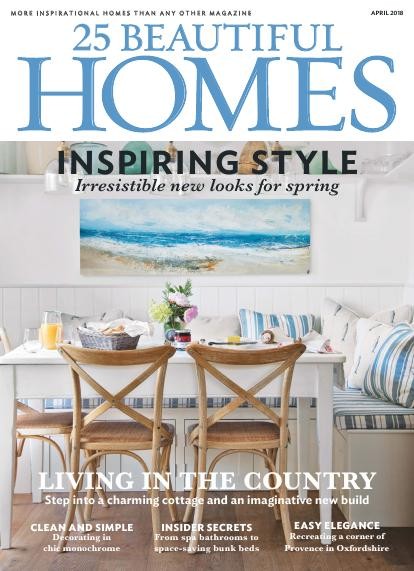 MORE INSPIRATIONAL HOMES THAN ANY OTHER MAGAZINE
APRIL 2018
25 BEAUTIFUL
HOMES
INSPIRING STYLE
Irresistible new looks for spring
LIVING IN THE COUNTRY
Step into a charming cottage and an imaginative new build
CLEAN AND SIMPLE
Decorating in
chic monochrome
INSIDER SECRETS
From spa bathrooms to
space-saving bunk beds
EASY ELEGANCE
Recreating a corner of
Provence in Oxfordshire